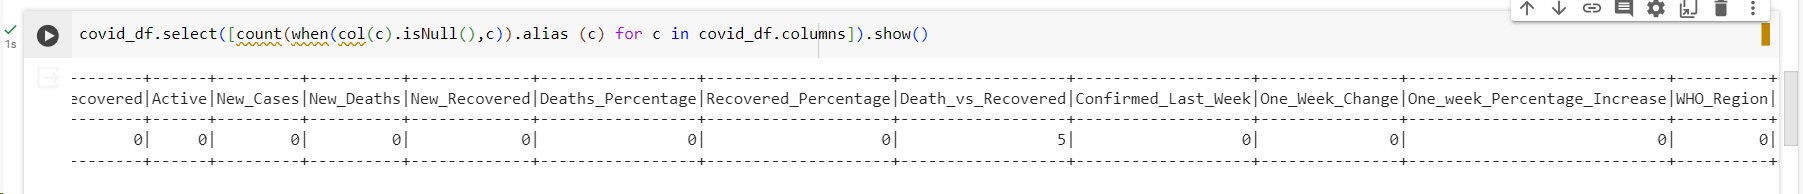 covid_df.select([count(when(col(c).isNull(),c)).alias (c) for c in covid_df.columns]).show()
1s
--------+------+---------+----------+-------------+-----------------+--------------------+------------------+-------------------+---------------+----------------------------+----------+
ecovered|Active|New_Cases|New_Deaths|New_Recovered|Deaths_Percentage|Recovered_Percentage|Death_vs_Recovered|Confirmed_Last_Week|One_Week_Change|One_week_Percentage_Increase|WHO_Region|
--------+------+---------+----------+-------------+-----------------+--------------------+------------------+-------------------+---------------+----------------------------+----------+
0| 0| 0| 0| 0| 0| 0| 5| 0| 0| 0| 0|
--------+------+---------+----------+-------------+-----------------+--------------------+------------------+-------------------+---------------+----------------------------+----------+